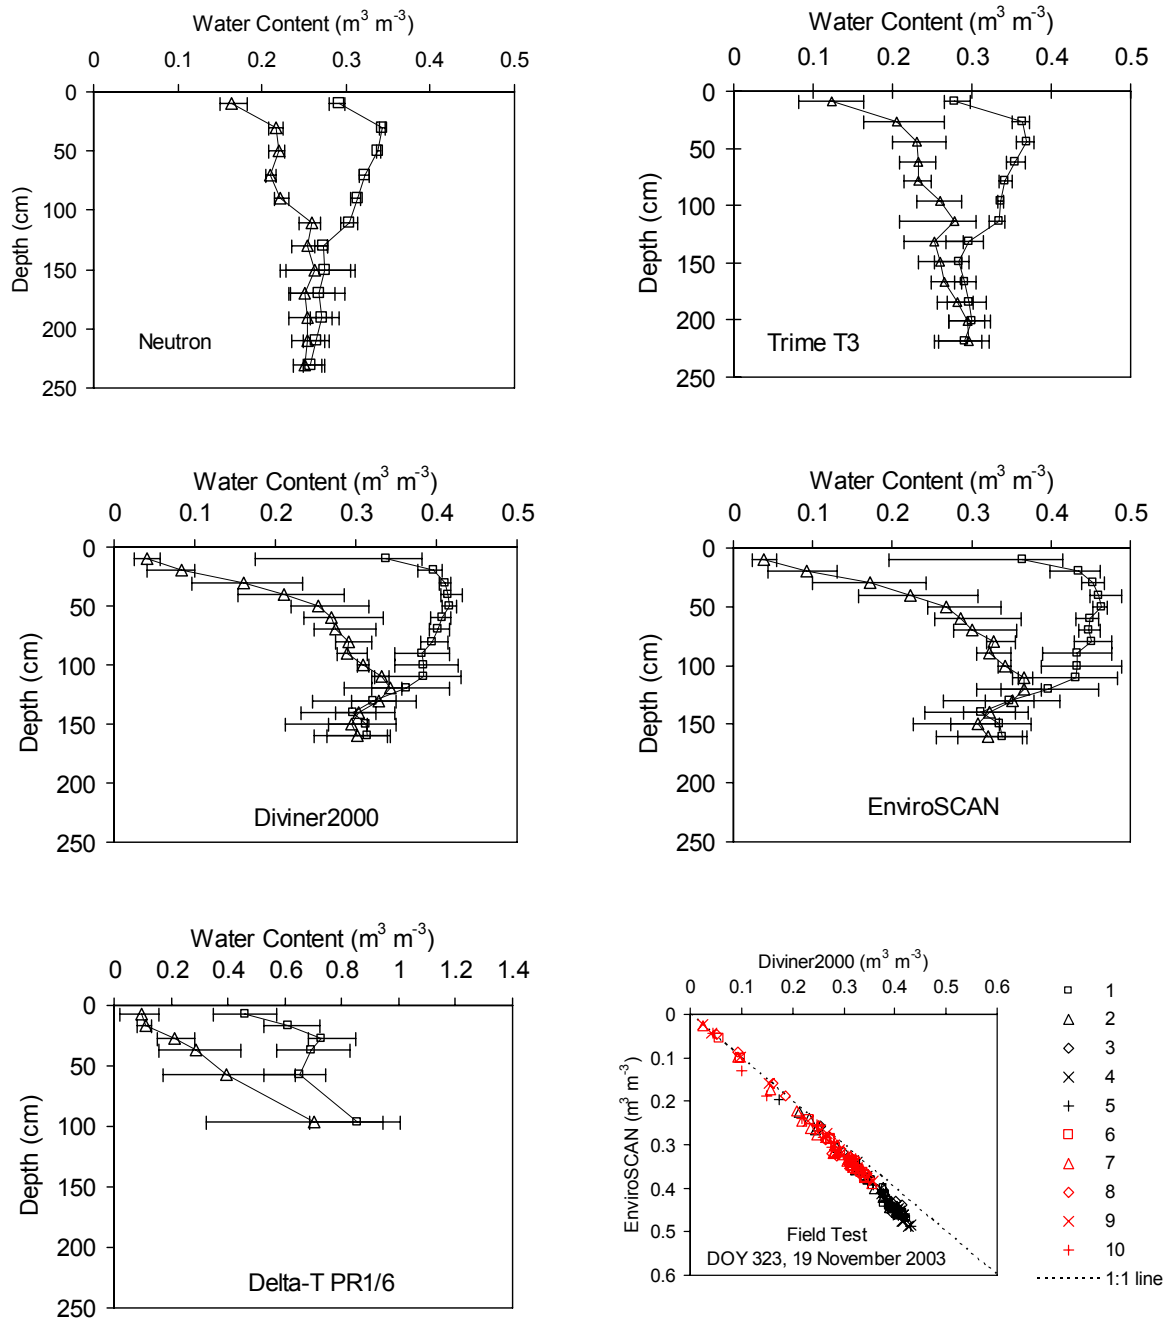 Water Content (m³ m⁻³)
0 0.1 0.2 0.3 0.4 0.5
0
50
100
150
200
250
Depth (cm)
Neutron
Water Content (m³ m⁻³)
0 0.1 0.2 0.3 0.4 0.5
0
50
100
150
200
250
Depth (cm)
Trime T3
Water Content (m³ m⁻³)
0 0.1 0.2 0.3 0.4 0.5
0
50
100
150
200
250
Depth (cm)
Diviner2000
Water Content (m³ m⁻³)
0 0.1 0.2 0.3 0.4 0.5
0
50
100
150
200
250
Depth (cm)
EnviroSCAN
Water Content (m³ m⁻³)
0 0.2 0.4 0.6 0.8 1 1.2 1.4
0
50
100
150
200
250
Depth (cm)
Delta-T PR1/6
Diviner2000 (m³ m⁻³)
0 0.1 0.2 0.3 0.4 0.5 0.6
0
0.1
0.2
0.3
0.4
0.5
0.6
EnviroSCAN (m³ m⁻³)
Field Test
DOY 323, 19 November 2003
1
2
3
4
5
6
7
8
9
10
1:1 line